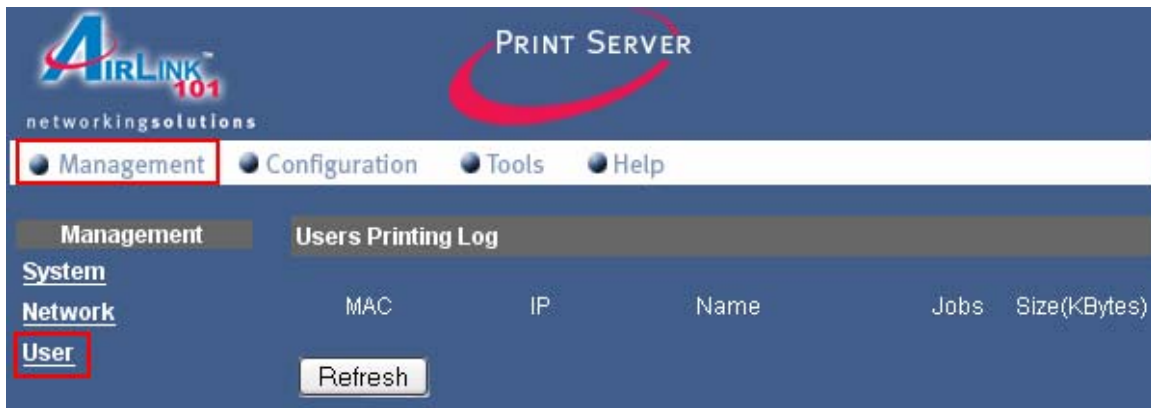 AIRLINK™
101
networkingsolutions
PRINT SERVER
Management Configuration Tools Help
Management
System
Network
User
Users Printing Log
MAC IP Name Jobs Size(KBytes)
Refresh